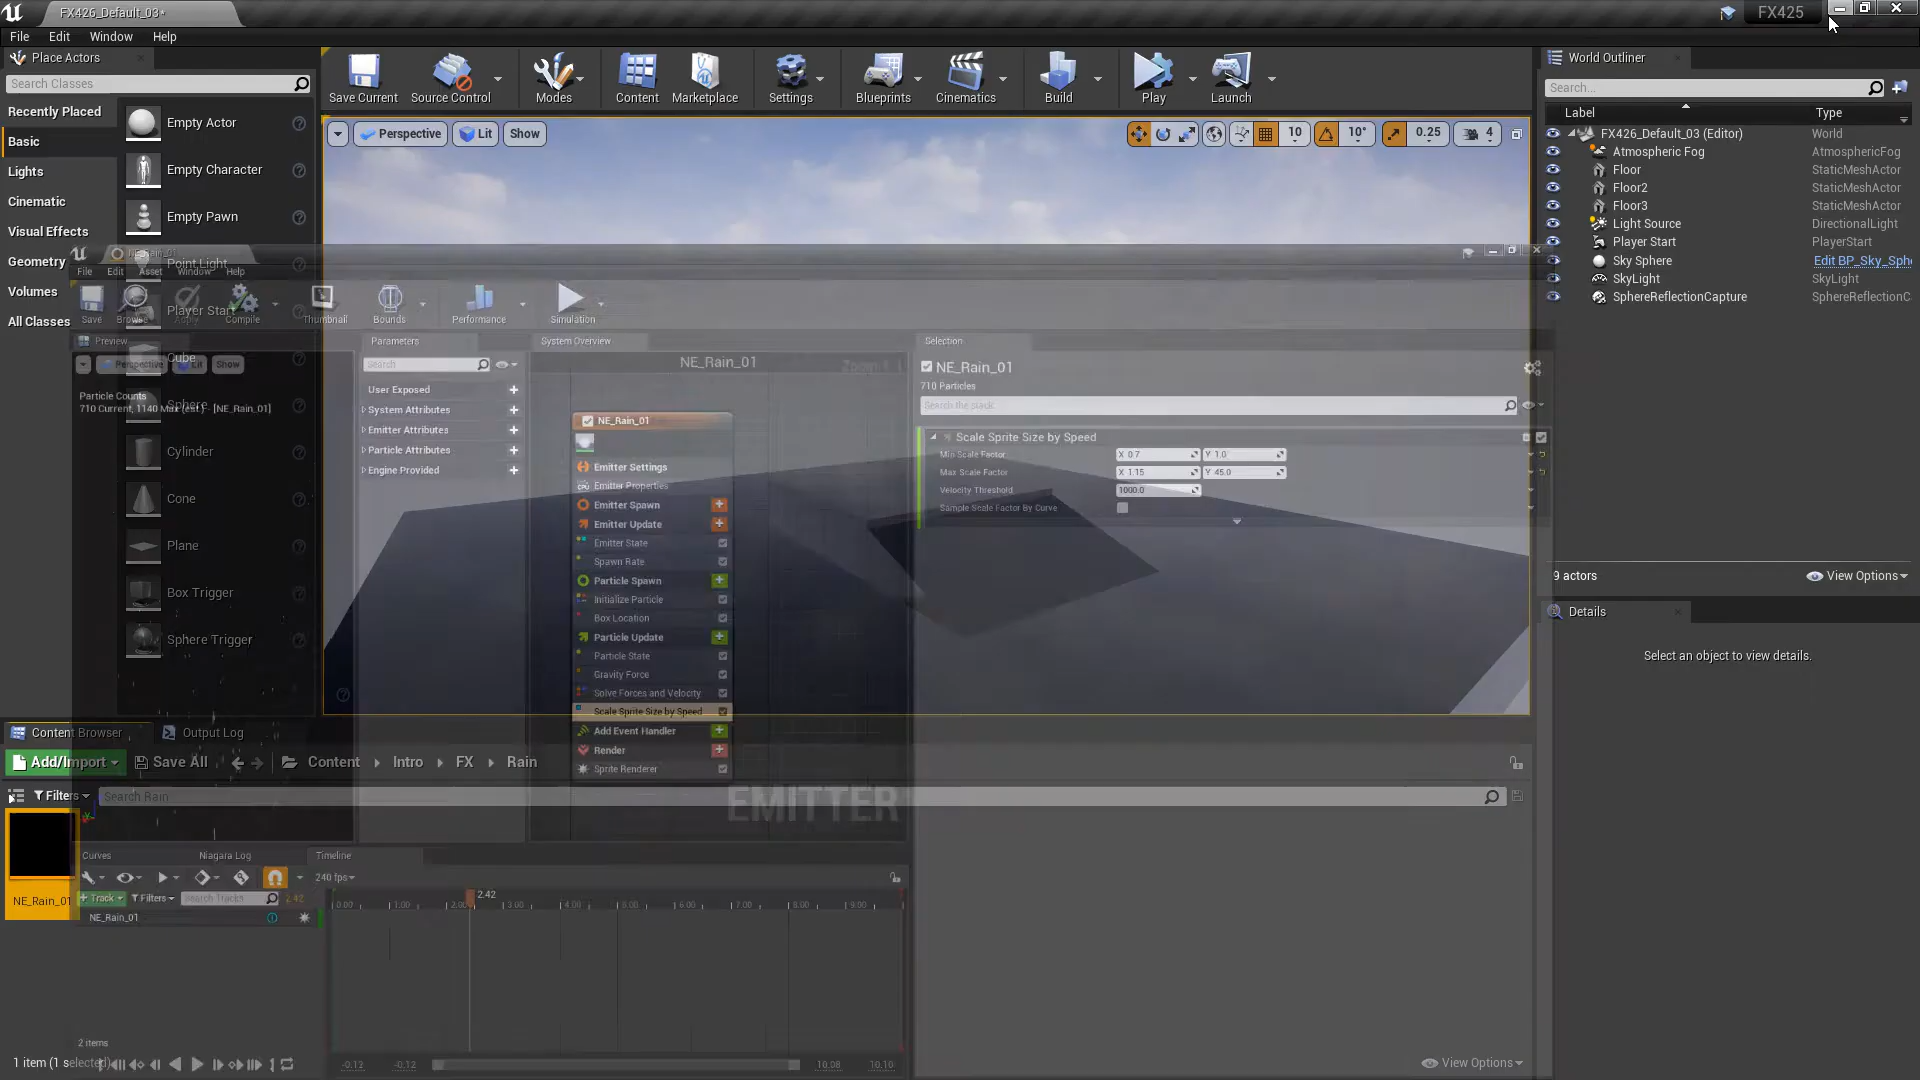 FX426_Default_03*
FX425
File Edit Window Help
Place Actors
Search Classes
Recently Placed
Basic
Lights
Cinematic
Visual Effects
Geometry
Volumes
All Classes
Empty Actor
Empty Character
Empty Pawn
Point Light
Player Start
Cube
Sphere
Cylinder
Cone
Plane
Box Trigger
Sphere Trigger
Save Current Source Control Modes Content Marketplace Settings Blueprints Cinematics Build Play Launch
Perspective Lit Show
10 10° 0.25 4
World Outliner
Search...
Label Type
FX426_Default_03 (Editor) World
Atmospheric Fog AtmosphericFog
Floor StaticMeshActor
Floor2 StaticMeshActor
Floor3 StaticMeshActor
Light Source DirectionalLight
Player Start PlayerStart
Sky Sphere Edit BP_Sky_Sphe
SkyLight SkyLight
SphereReflectionCapture SphereReflectionC
9 actors View Options
Details
Select an object to view details.
NE_Rain_01
File Edit Asset Window Help
Save Browse Apply Compile Thumbnail Bounds Performance Simulation
Preview
Perspective Lit Show
Particle Counts
710 Current, 1140 Max (est.) - [NE_Rain_01]
Parameters
Search
User Exposed
System Attributes
Emitter Attributes
Particle Attributes
Engine Provided
System Overview
NE_Rain_01
NE_Rain_01
Emitter Settings
Emitter Properties
Emitter Spawn
Emitter Update
Emitter State
Spawn Rate
Particle Spawn
Initialize Particle
Box Location
Particle Update
Particle State
Gravity Force
Solve Forces and Velocity
Scale Sprite Size by Speed
Add Event Handler
Render
Sprite Renderer
EMITTER
Selection
NE_Rain_01
710 Particles
Search the stack
Scale Sprite Size by Speed
Min Scale Factor X 0.7 Y 1.0
Max Scale Factor X 1.15 Y 45.0
Velocity Threshold 1000.0
Sample Scale Factor By Curve
Content Browser Output Log
Add/Import Save All Content Intro FX Rain
Filters Search Rain
NE_Rain_01
Curves Niagara Log Timeline
240 fps
Track Filters Search Tracks 2.42
NE_Rain_01
2.42
0.00 1.00 2.00 3.00 4.00 5.00 6.00 7.00 8.00 9.00
2 items
1 item (1 selected)
-0.12 -0.12 10.08 10.10
View Options